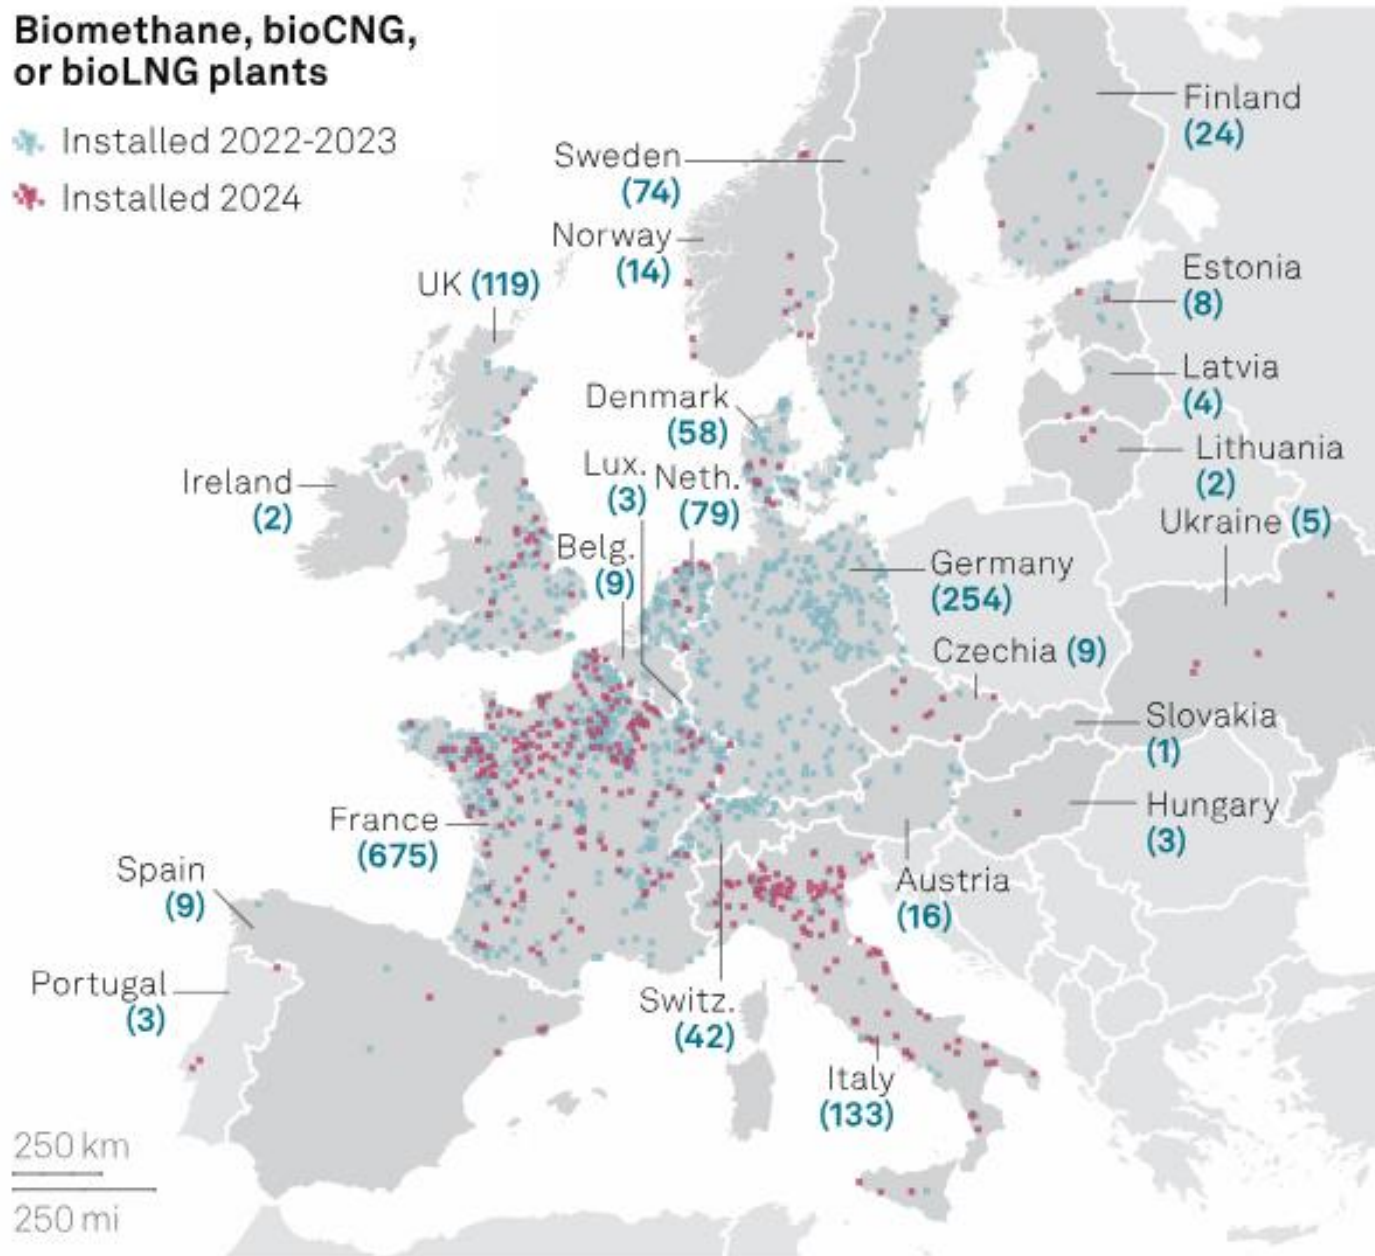 Biomethane, bioCNG,
or bioLNG plants
Installed 2022-2023
Installed 2024
Finland
(24)
Sweden
(74)
Norway
(14)
UK (119)
Estonia
(8)
Latvia
(4)
Denmark
(58)
Lithuania
(2)
Lux.
(3)
Neth.
(79)
Ireland
(2)
Ukraine (5)
Belg.
(9)
Germany
(254)
Czechia (9)
Slovakia
(1)
Hungary
(3)
France
(675)
Spain
(9)
Austria
(16)
Portugal
(3)
Switz.
(42)
Italy
(133)
250 km
250 mi